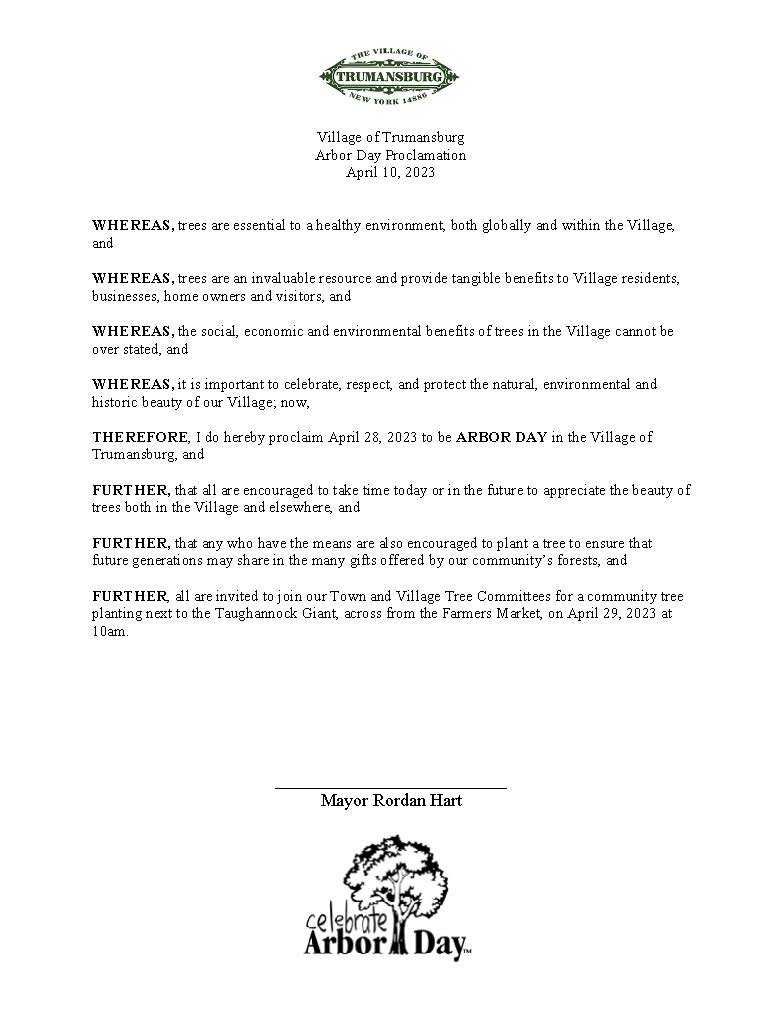 THE VILLAGE OF
TRUMANSBURG
NEW YORK 14886
Village of Trumansburg
Arbor Day Proclamation
April 10, 2023
WHEREAS, trees are essential to a healthy environment, both globally and within the Village,
and
WHEREAS, trees are an invaluable resource and provide tangible benefits to Village residents,
businesses, home owners and visitors, and
WHEREAS, the social, economic and environmental benefits of trees in the Village cannot be
over stated, and
WHEREAS, it is important to celebrate, respect, and protect the natural, environmental and
historic beauty of our Village; now,
THEREFORE, I do hereby proclaim April 28, 2023 to be ARBOR DAY in the Village of
Trumansburg, and
FURTHER, that all are encouraged to take time today or in the future to appreciate the beauty of
trees both in the Village and elsewhere, and
FURTHER, that any who have the means are also encouraged to plant a tree to ensure that
future generations may share in the many gifts offered by our community’s forests, and
FURTHER, all are invited to join our Town and Village Tree Committees for a community tree
planting next to the Taughannock Giant, across from the Farmers Market, on April 29, 2023 at
10am.
Mayor Rordan Hart
celebrate
Arbor Day™